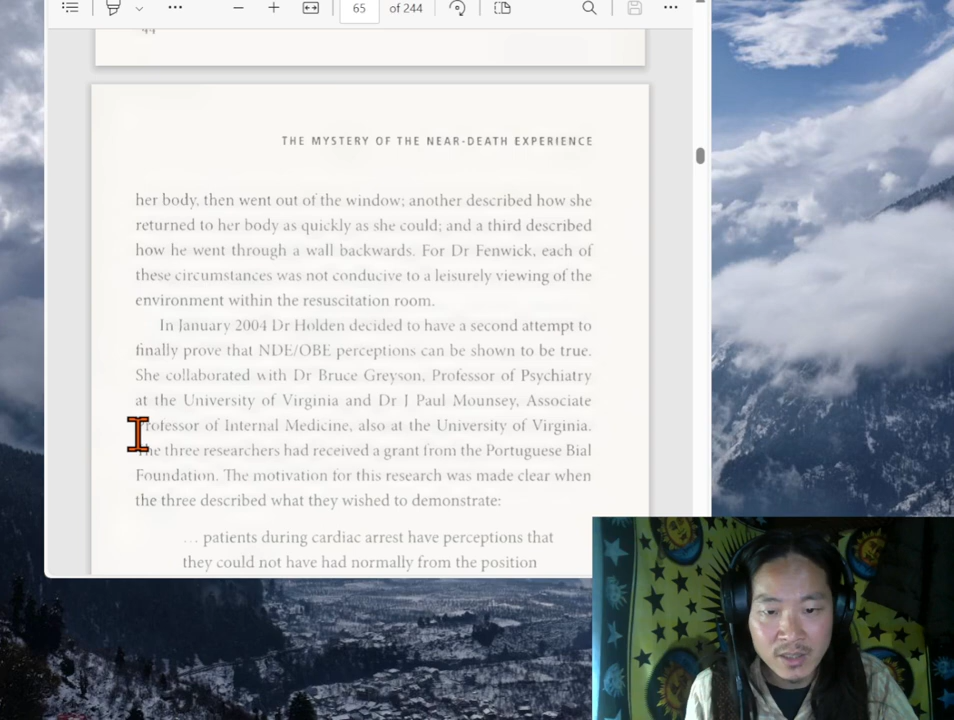 65 of 244
44
THE MYSTERY OF THE NEAR-DEATH EXPERIENCE
her body, then went out of the window; another described how she
returned to her body as quickly as she could; and a third described
how he went through a wall backwards. For Dr Fenwick, each of
these circumstances was not conducive to a leisurely viewing of the
environment within the resuscitation room.
In January 2004 Dr Holden decided to have a second attempt to
finally prove that NDE/OBE perceptions can be shown to be true.
She collaborated with Dr Bruce Greyson, Professor of Psychiatry
at the University of Virginia and Dr J Paul Mounsey, Associate
Professor of Internal Medicine, also at the University of Virginia.
The three researchers had received a grant from the Portuguese Bial
Foundation. The motivation for this research was made clear when
the three described what they wished to demonstrate:
... patients during cardiac arrest have perceptions that
they could not have had normally from the position